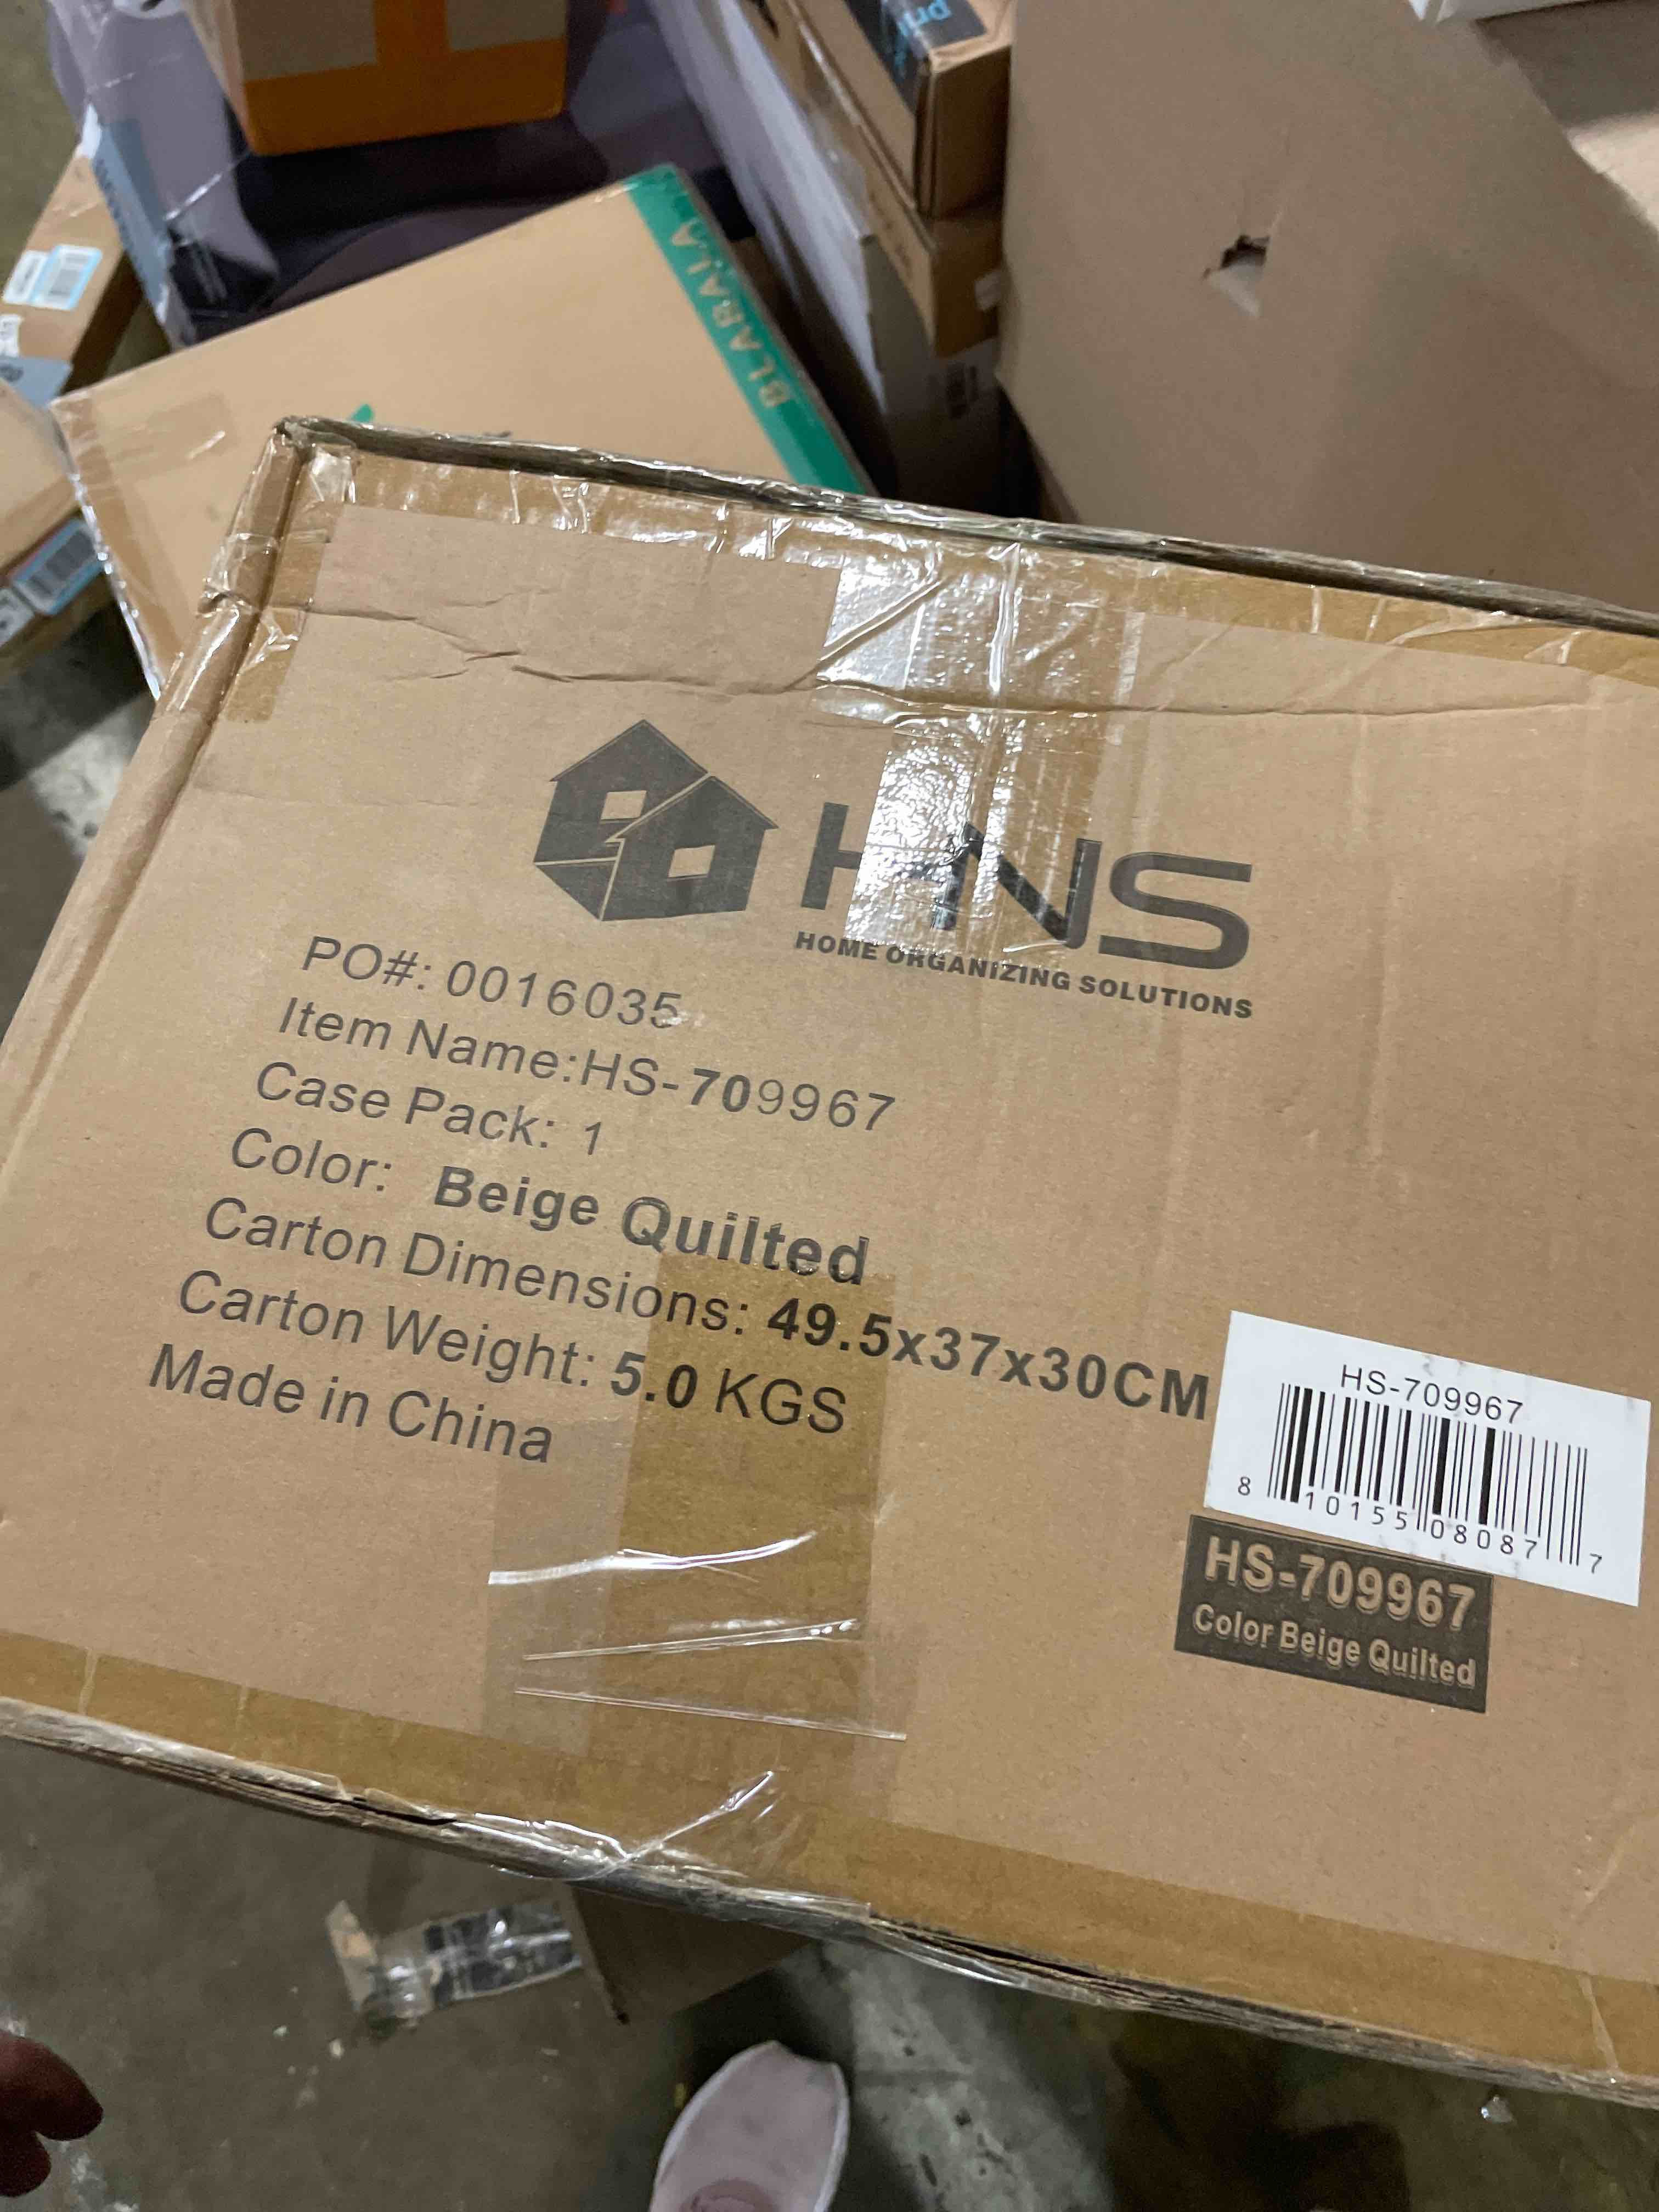 BLABALA
HNS
HOME ORGANIZING SOLUTIONS
PO#: 0016035
Item Name:HS-709967
Case Pack: 1
Color: Beige Quilted
Carton Dimensions: 49.5x37x30CM
Carton Weight: 5.0 KGS
Made in China
HS-709967
8 10155 08087 7
HS-709967
Color Beige Quilted